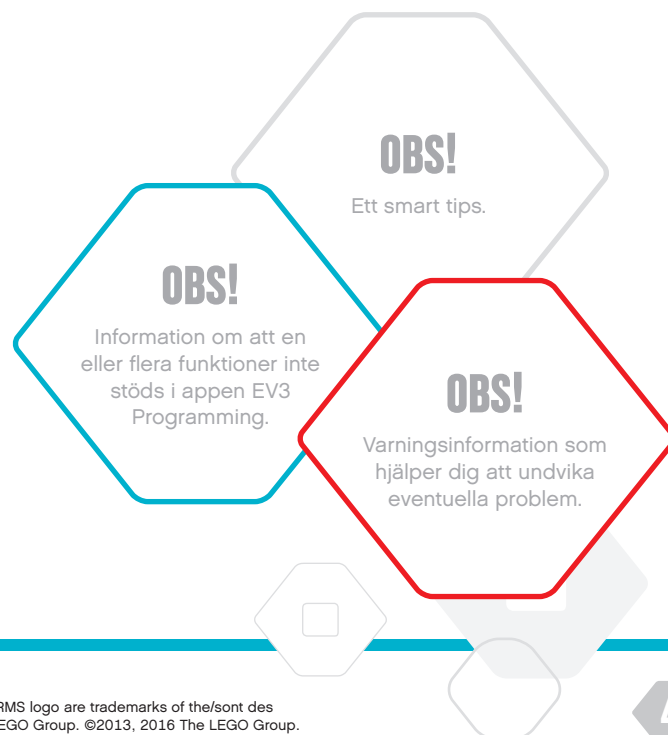 OBS!
Ett smart tips.
OBS!
Information om att en
eller flera funktioner inte
stöds i appen EV3
Programming.
OBS!
Varningsinformation som
hjälper dig att undvika
eventuella problem.
logo are trademarks of the/sont des
Group. ©2013, 2016 The LEGO Group.